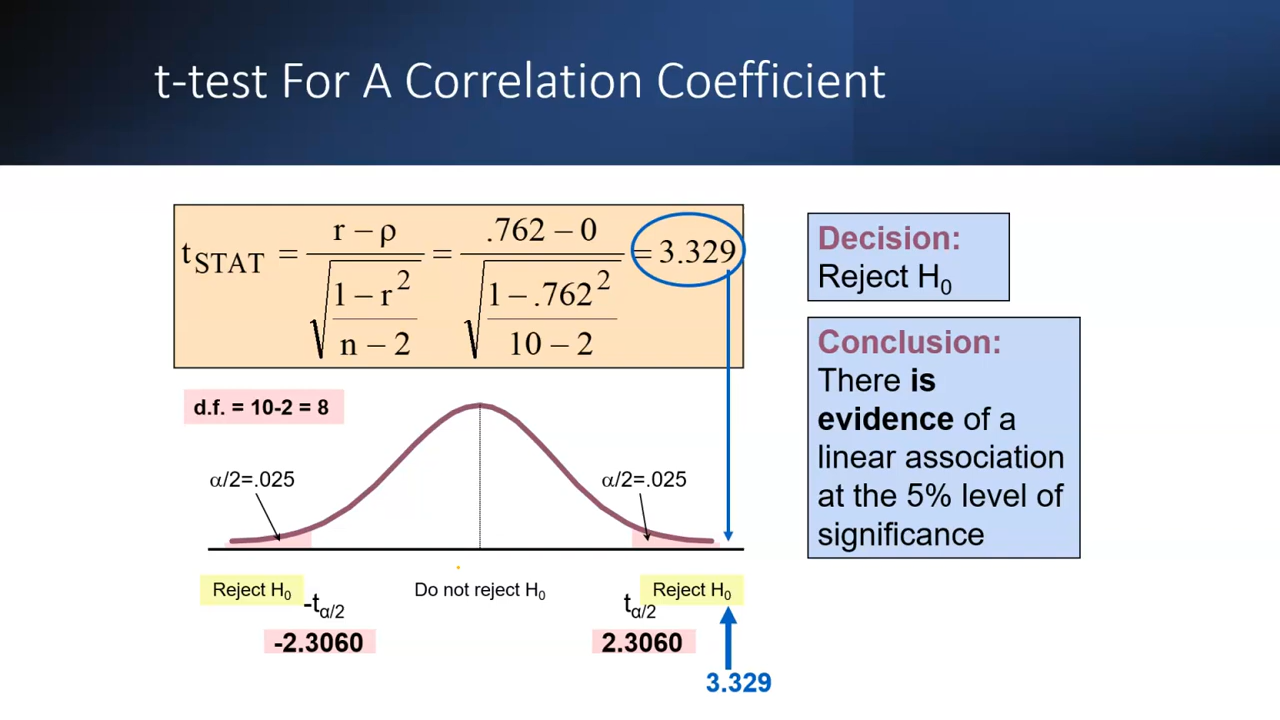 t-test For A Correlation Coefficient
t_STAT = (r − ρ) / √((1 − r²) / (n − 2)) = (.762 − 0) / √((1 − .762²) / (10 − 2)) = 3.329
Decision:
Reject H₀
Conclusion:
There is
evidence of a
linear association
at the 5% level of
significance
d.f. = 10-2 = 8
α/2=.025
α/2=.025
Reject H₀
Do not reject H₀
Reject H₀
-tα/2
tα/2
-2.3060
2.3060
3.329